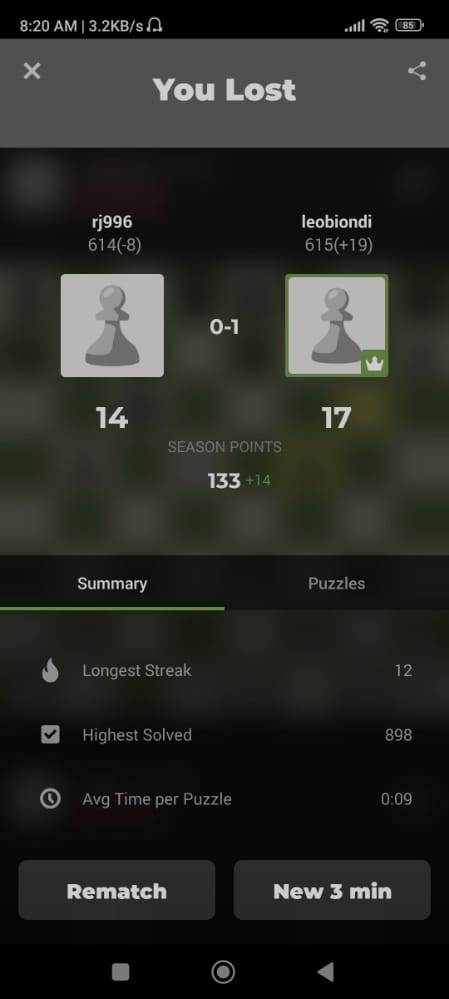 8:20 AM | 3.2KB/s
85
You Lost
rj996
leobiondi
614(-8)
615(+19)
0-1
14
17
SEASON POINTS
133 +14
Summary
Puzzles
Longest Streak
12
Highest Solved
898
Avg Time per Puzzle
0:09
Rematch
New 3 min